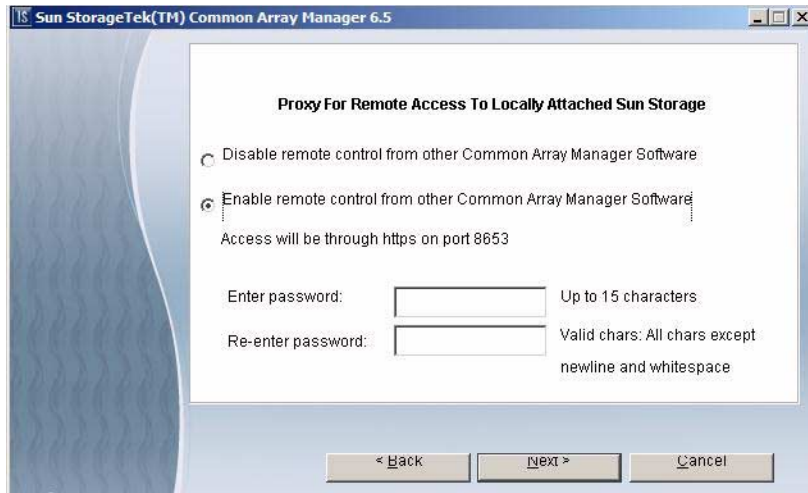 Sun StorageTek(TM) Common Array Manager 6.5
Proxy For Remote Access To Locally Attached Sun Storage
Disable remote control from other Common Array Manager Software
Enable remote control from other Common Array Manager Software
Access will be through https on port 8653
Enter password:
Up to 15 characters
Re-enter password:
Valid chars: All chars except
newline and whitespace
< Back
Next >
Cancel